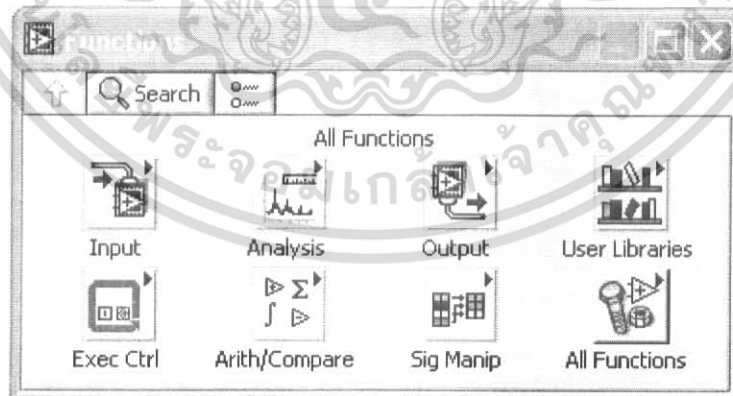 Functions
Search
All Functions
Input Analysis Output User Libraries
Exec Ctrl Arith/Compare Sig Manip All Functions